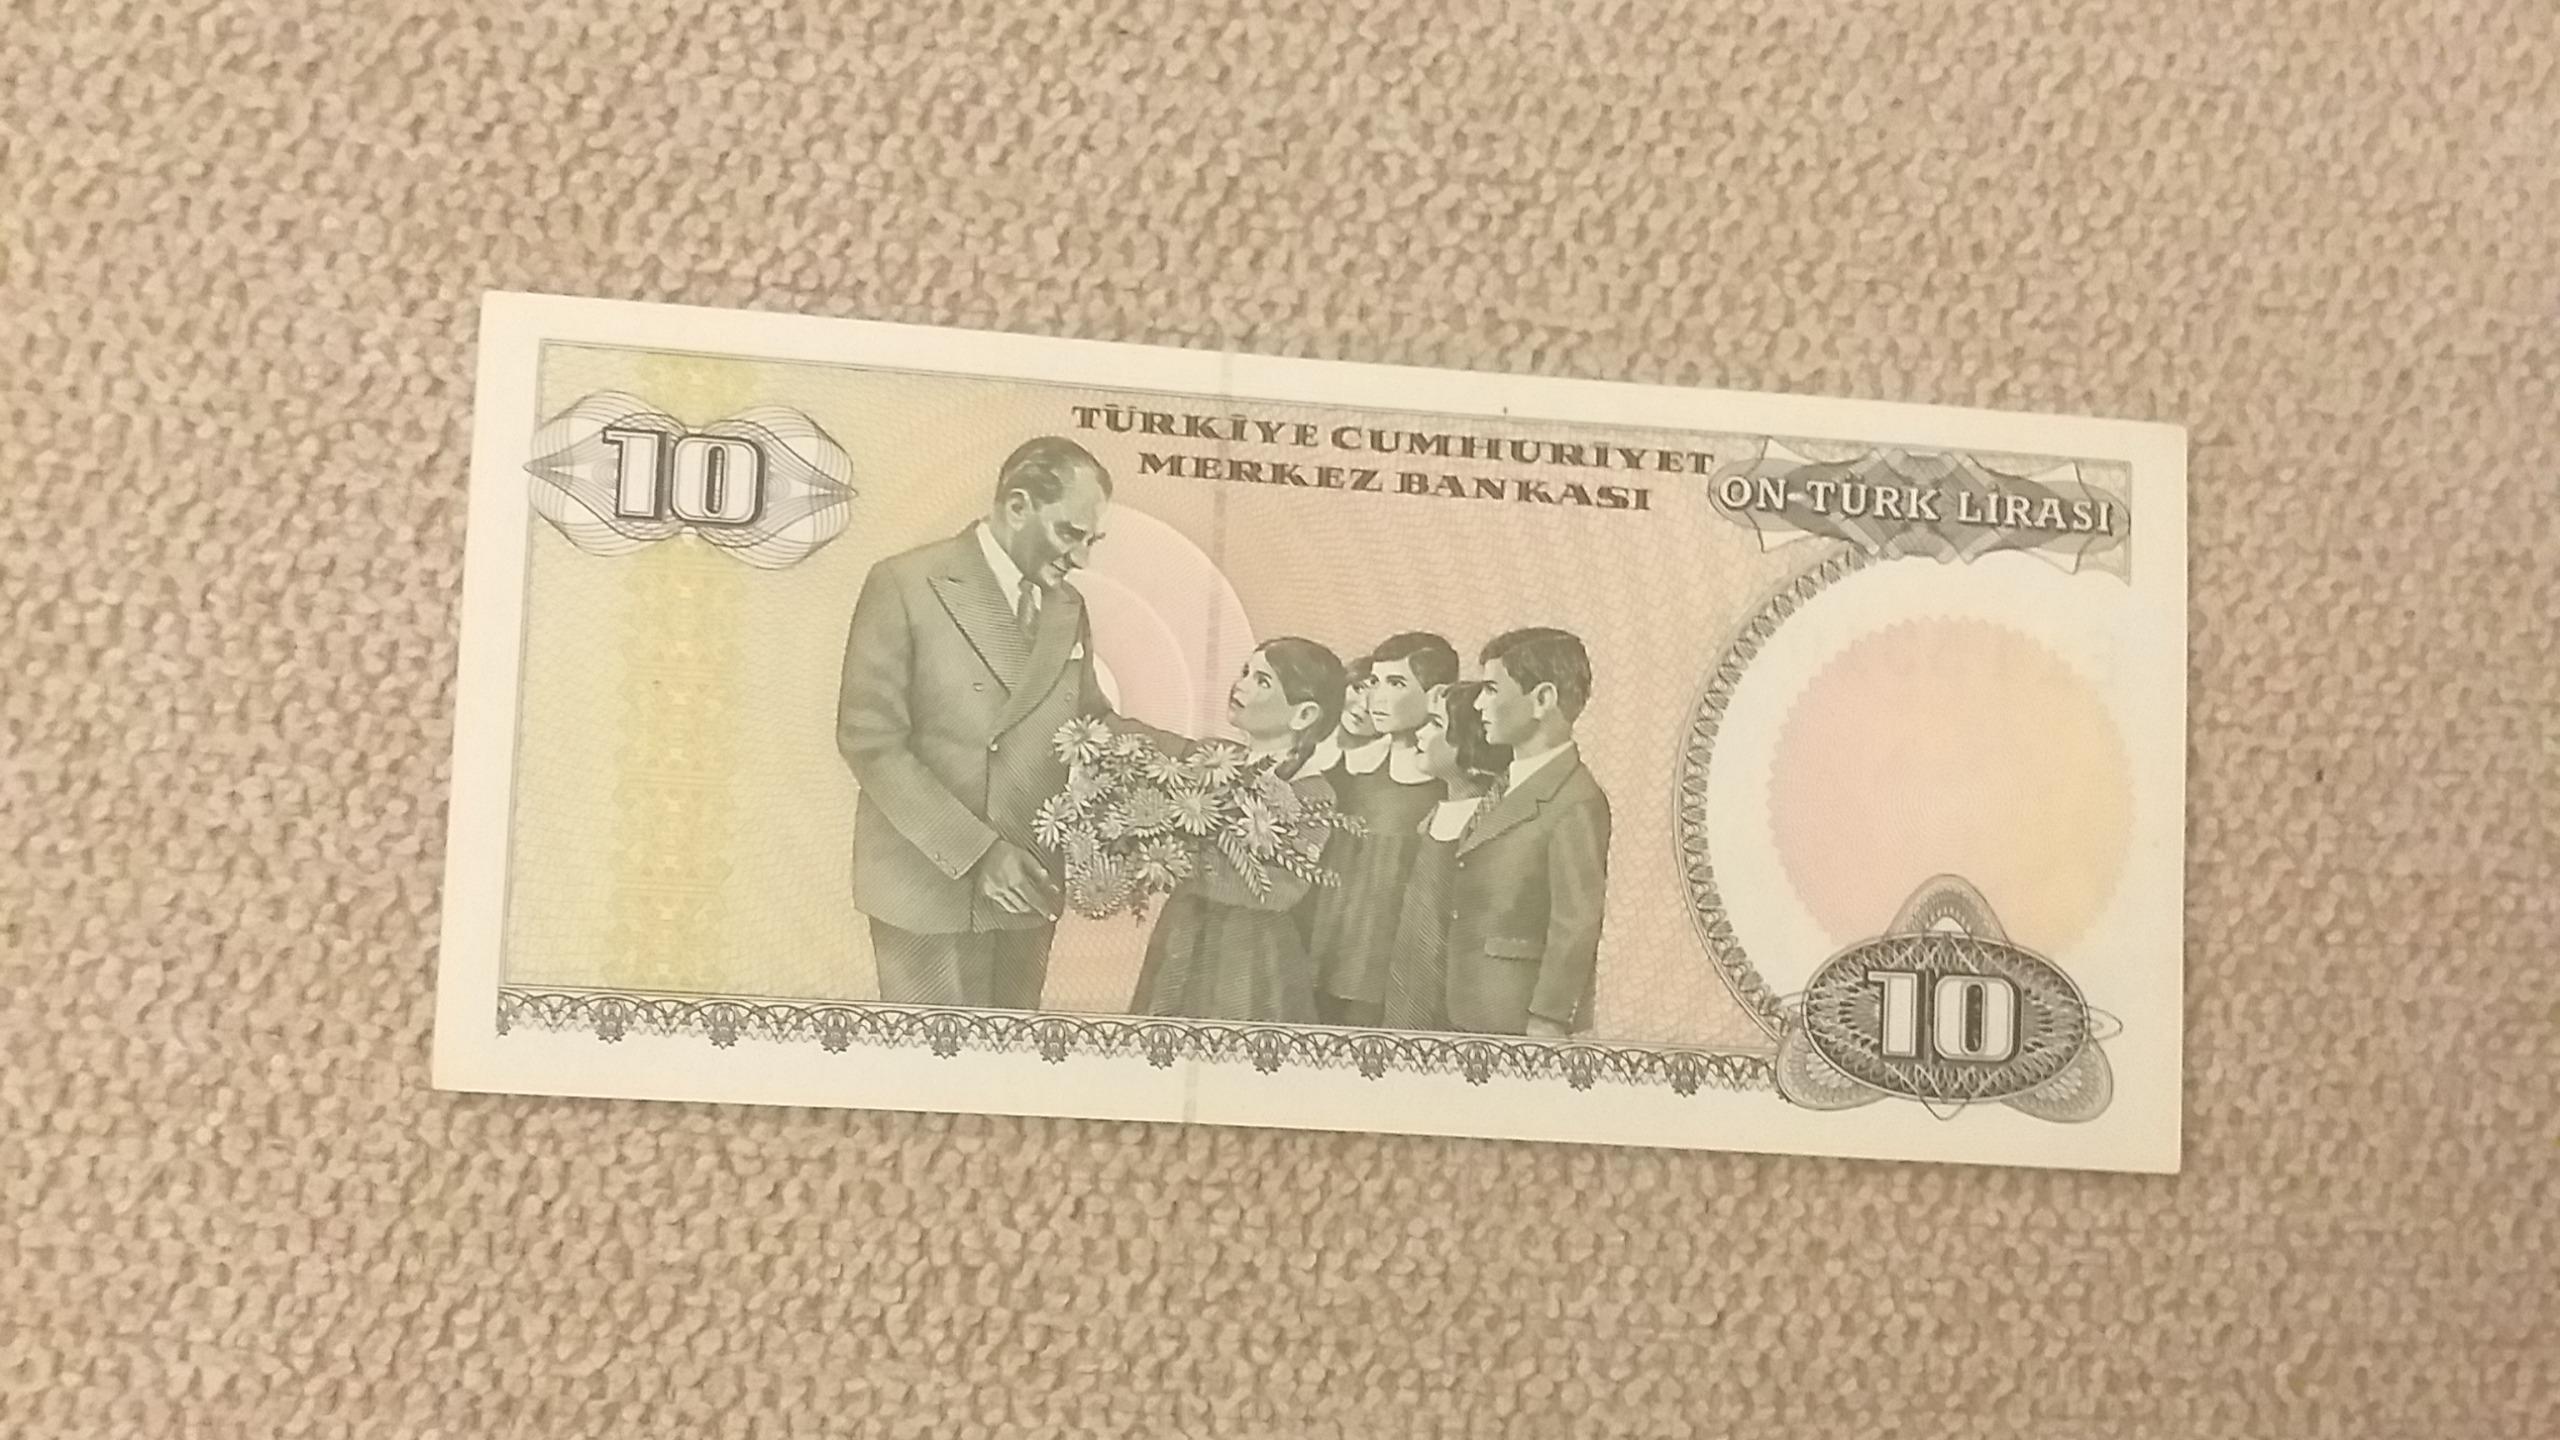 10
TÜRKİYE CUMHURİYET
MERKEZ BANKASI
ON-TÜRK LİRASI
10